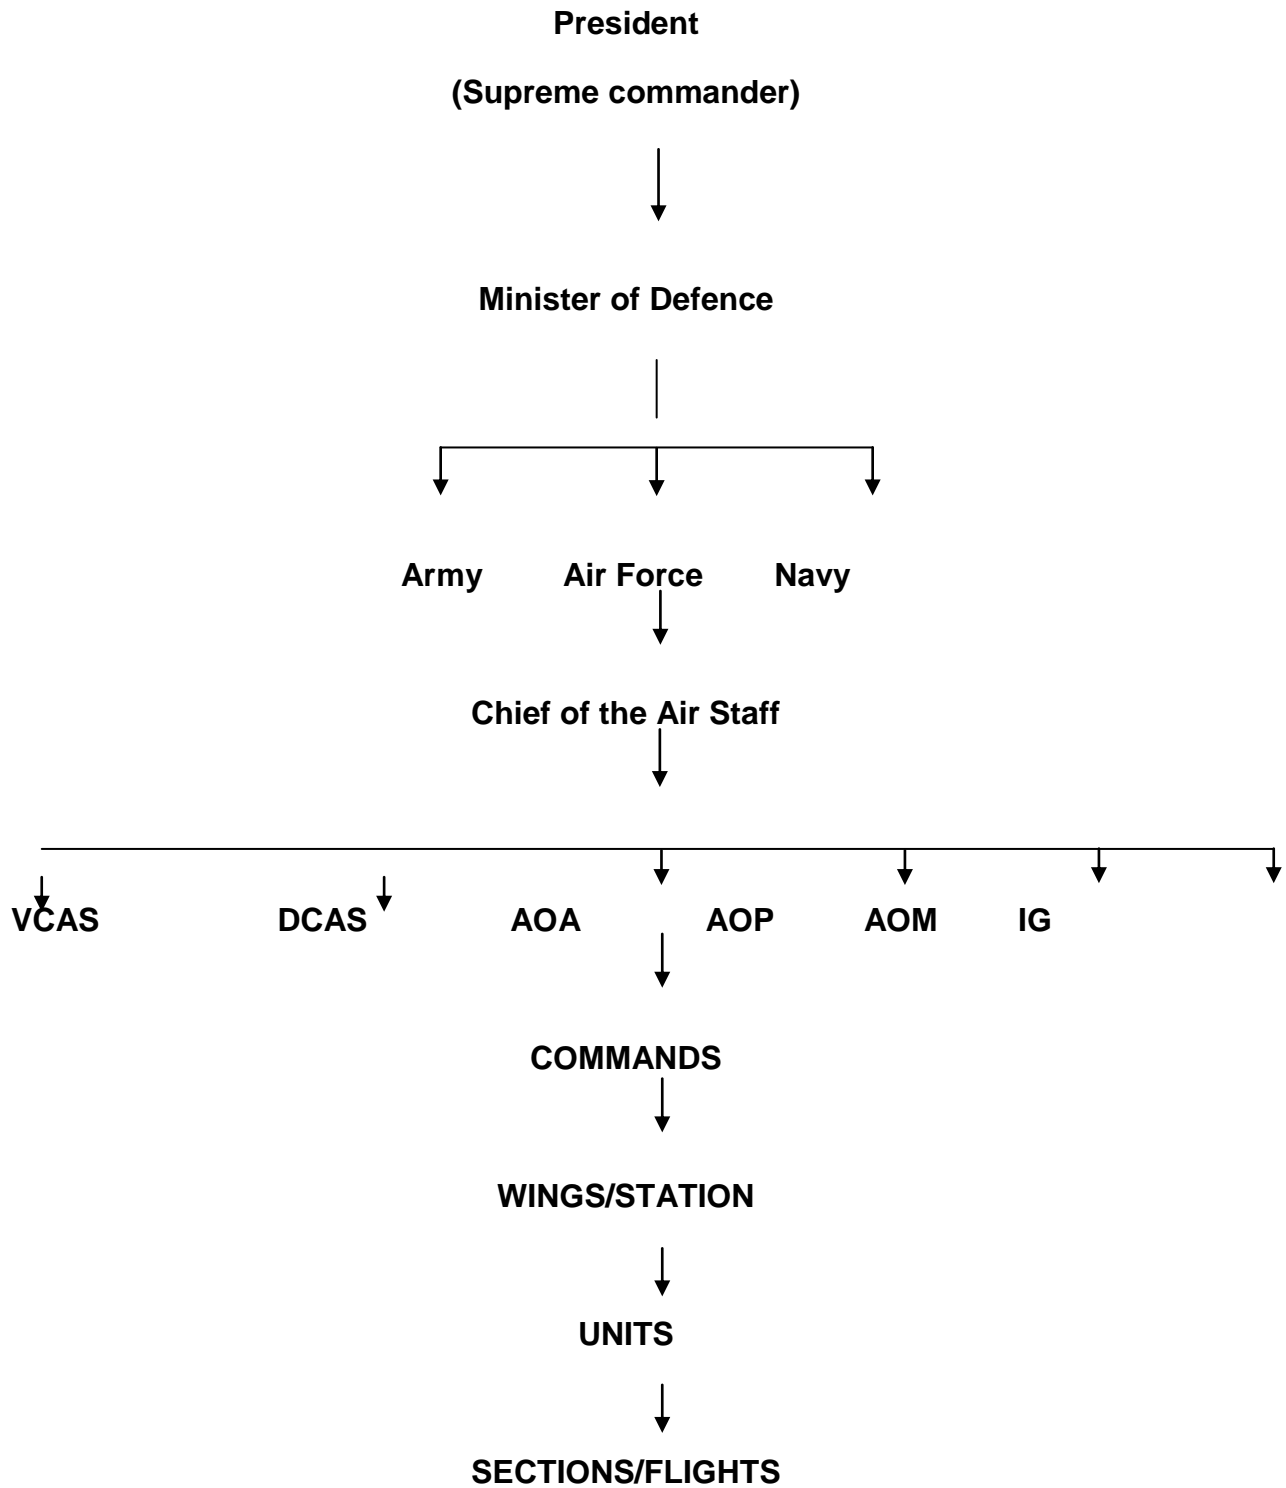 President
(Supreme commander)
Minister of Defence
Army Air Force Navy
Chief of the Air Staff
VCAS DCAS AOA AOP AOM IG
COMMANDS
WINGS/STATION
UNITS
SECTIONS/FLIGHTS